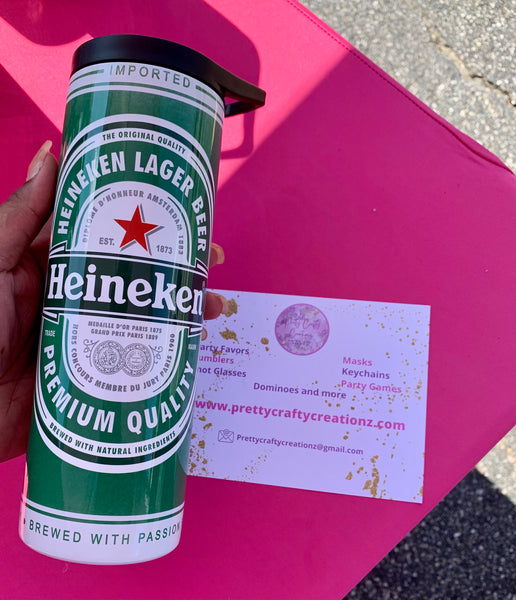 IMPORTED
THE ORIGINAL QUALITY
HEINEKEN LAGER BEER
DIPLÔME D'HONNEUR AMSTERDAM 1883
EST. 1873
Heineken
TRADE
MEDAILLE D'OR PARIS 1875
GRAND PRIX PARIS 1889
HORS CONCOURS MEMBRE DU JURY PARIS 1900
PREMIUM QUALITY
BREWED WITH NATURAL INGREDIENTS
BREWED WITH PASSION
arty Favors
umblers
hot Glasses
Masks
Keychains
Party Games
Dominoes and more
www.prettycraftycreationz.com
Prettycraftycreationz@gmail.com